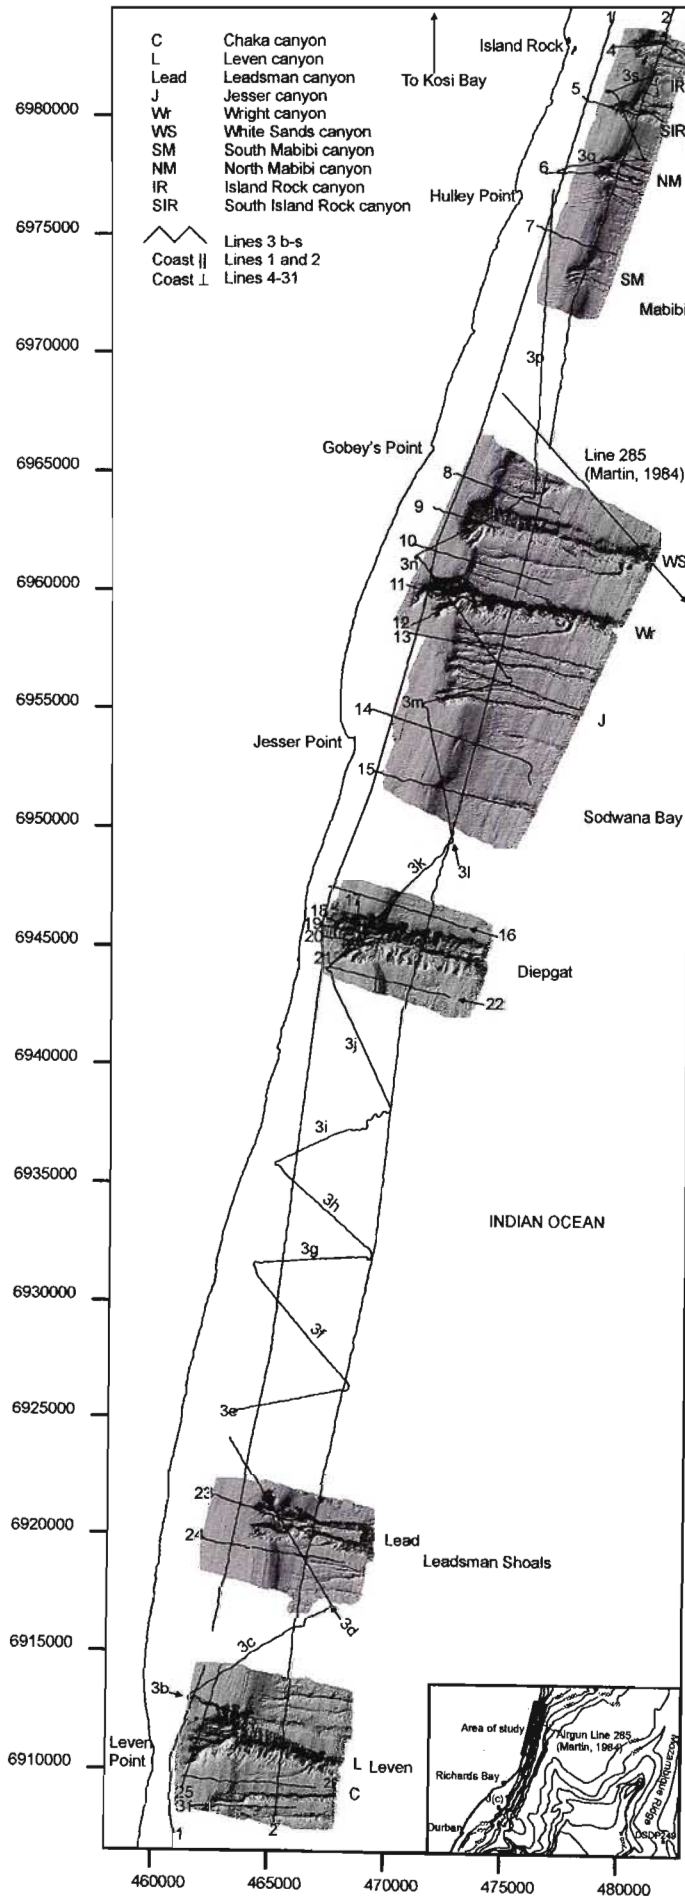 C Chaka canyon
L Leven canyon
Lead Leadsman canyon
J Jesser canyon
Wr Wright canyon
WS White Sands canyon
SM South Mabibi canyon
NM North Mabibi canyon
IR Island Rock canyon
SIR South Island Rock canyon
Lines 3 b-s
Coast || Lines 1 and 2
Coast ⊥ Lines 4-31
To Kosi Bay
Island Rock
1
2
4
3s
IR
5
SIR
6980000
3q
6
NM
Hulley Point
6975000
7
SM
Mabibi
6970000
3p
Gobey's Point
Line 285
(Martin, 1984)
6965000
8
9
10
WS
3n
6960000
11
12
13
Wr
6955000
3m
14
J
Jesser Point
15
6950000
Sodwana Bay
3k
3l
17
18
19
16
6945000
20
21
Diepgat
22
6940000
3j
3i
6935000
3h
INDIAN OCEAN
3g
6930000
3f
6925000
3e
23
6920000
24
Lead
Leadsman Shoals
3d
6915000
3c
3b
Leven
Point
6910000
L Leven
25
C
31
1
2
Area of study
Airgun Line 285
(Martin, 1984)
Richards Bay
Mozambique Ridge
Durban
DSDP249
460000 465000 470000 475000 480000